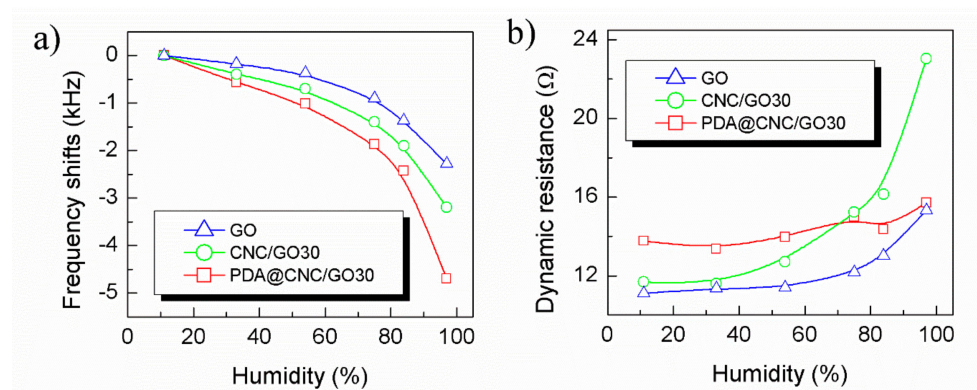 a)
Frequency shifts (kHz)
0
-1
-2
-3
-4
-5
GO
CNC/GO30
PDA@CNC/GO30
0 20 40 60 80 100
Humidity (%)
b)
Dynamic resistance (Ω)
24
20
16
12
GO
CNC/GO30
PDA@CNC/GO30
0 20 40 60 80 100
Humidity (%)